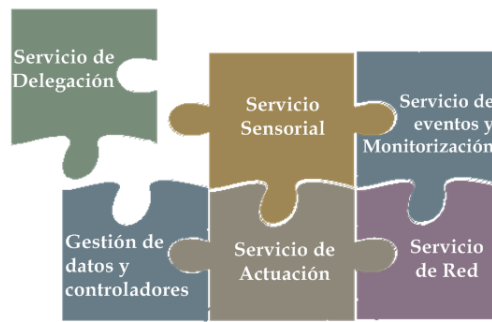 Servicio de
Delegación
Servicio
Sensorial
Servicio de
eventos y
Monitorización
Gestión de
datos y
controladores
Servicio de
Actuación
Servicio
de Red